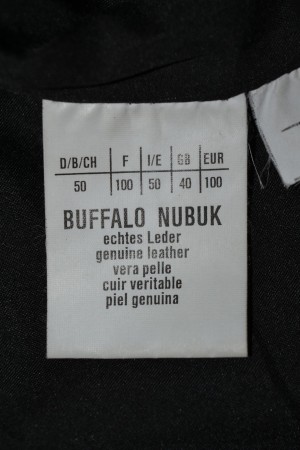 D/B/CH F I/E GB EUR
50 100 50 40 100
BUFFALO NUBUK
echtes Leder
genuine leather
vera pelle
cuir veritable
piel genuina